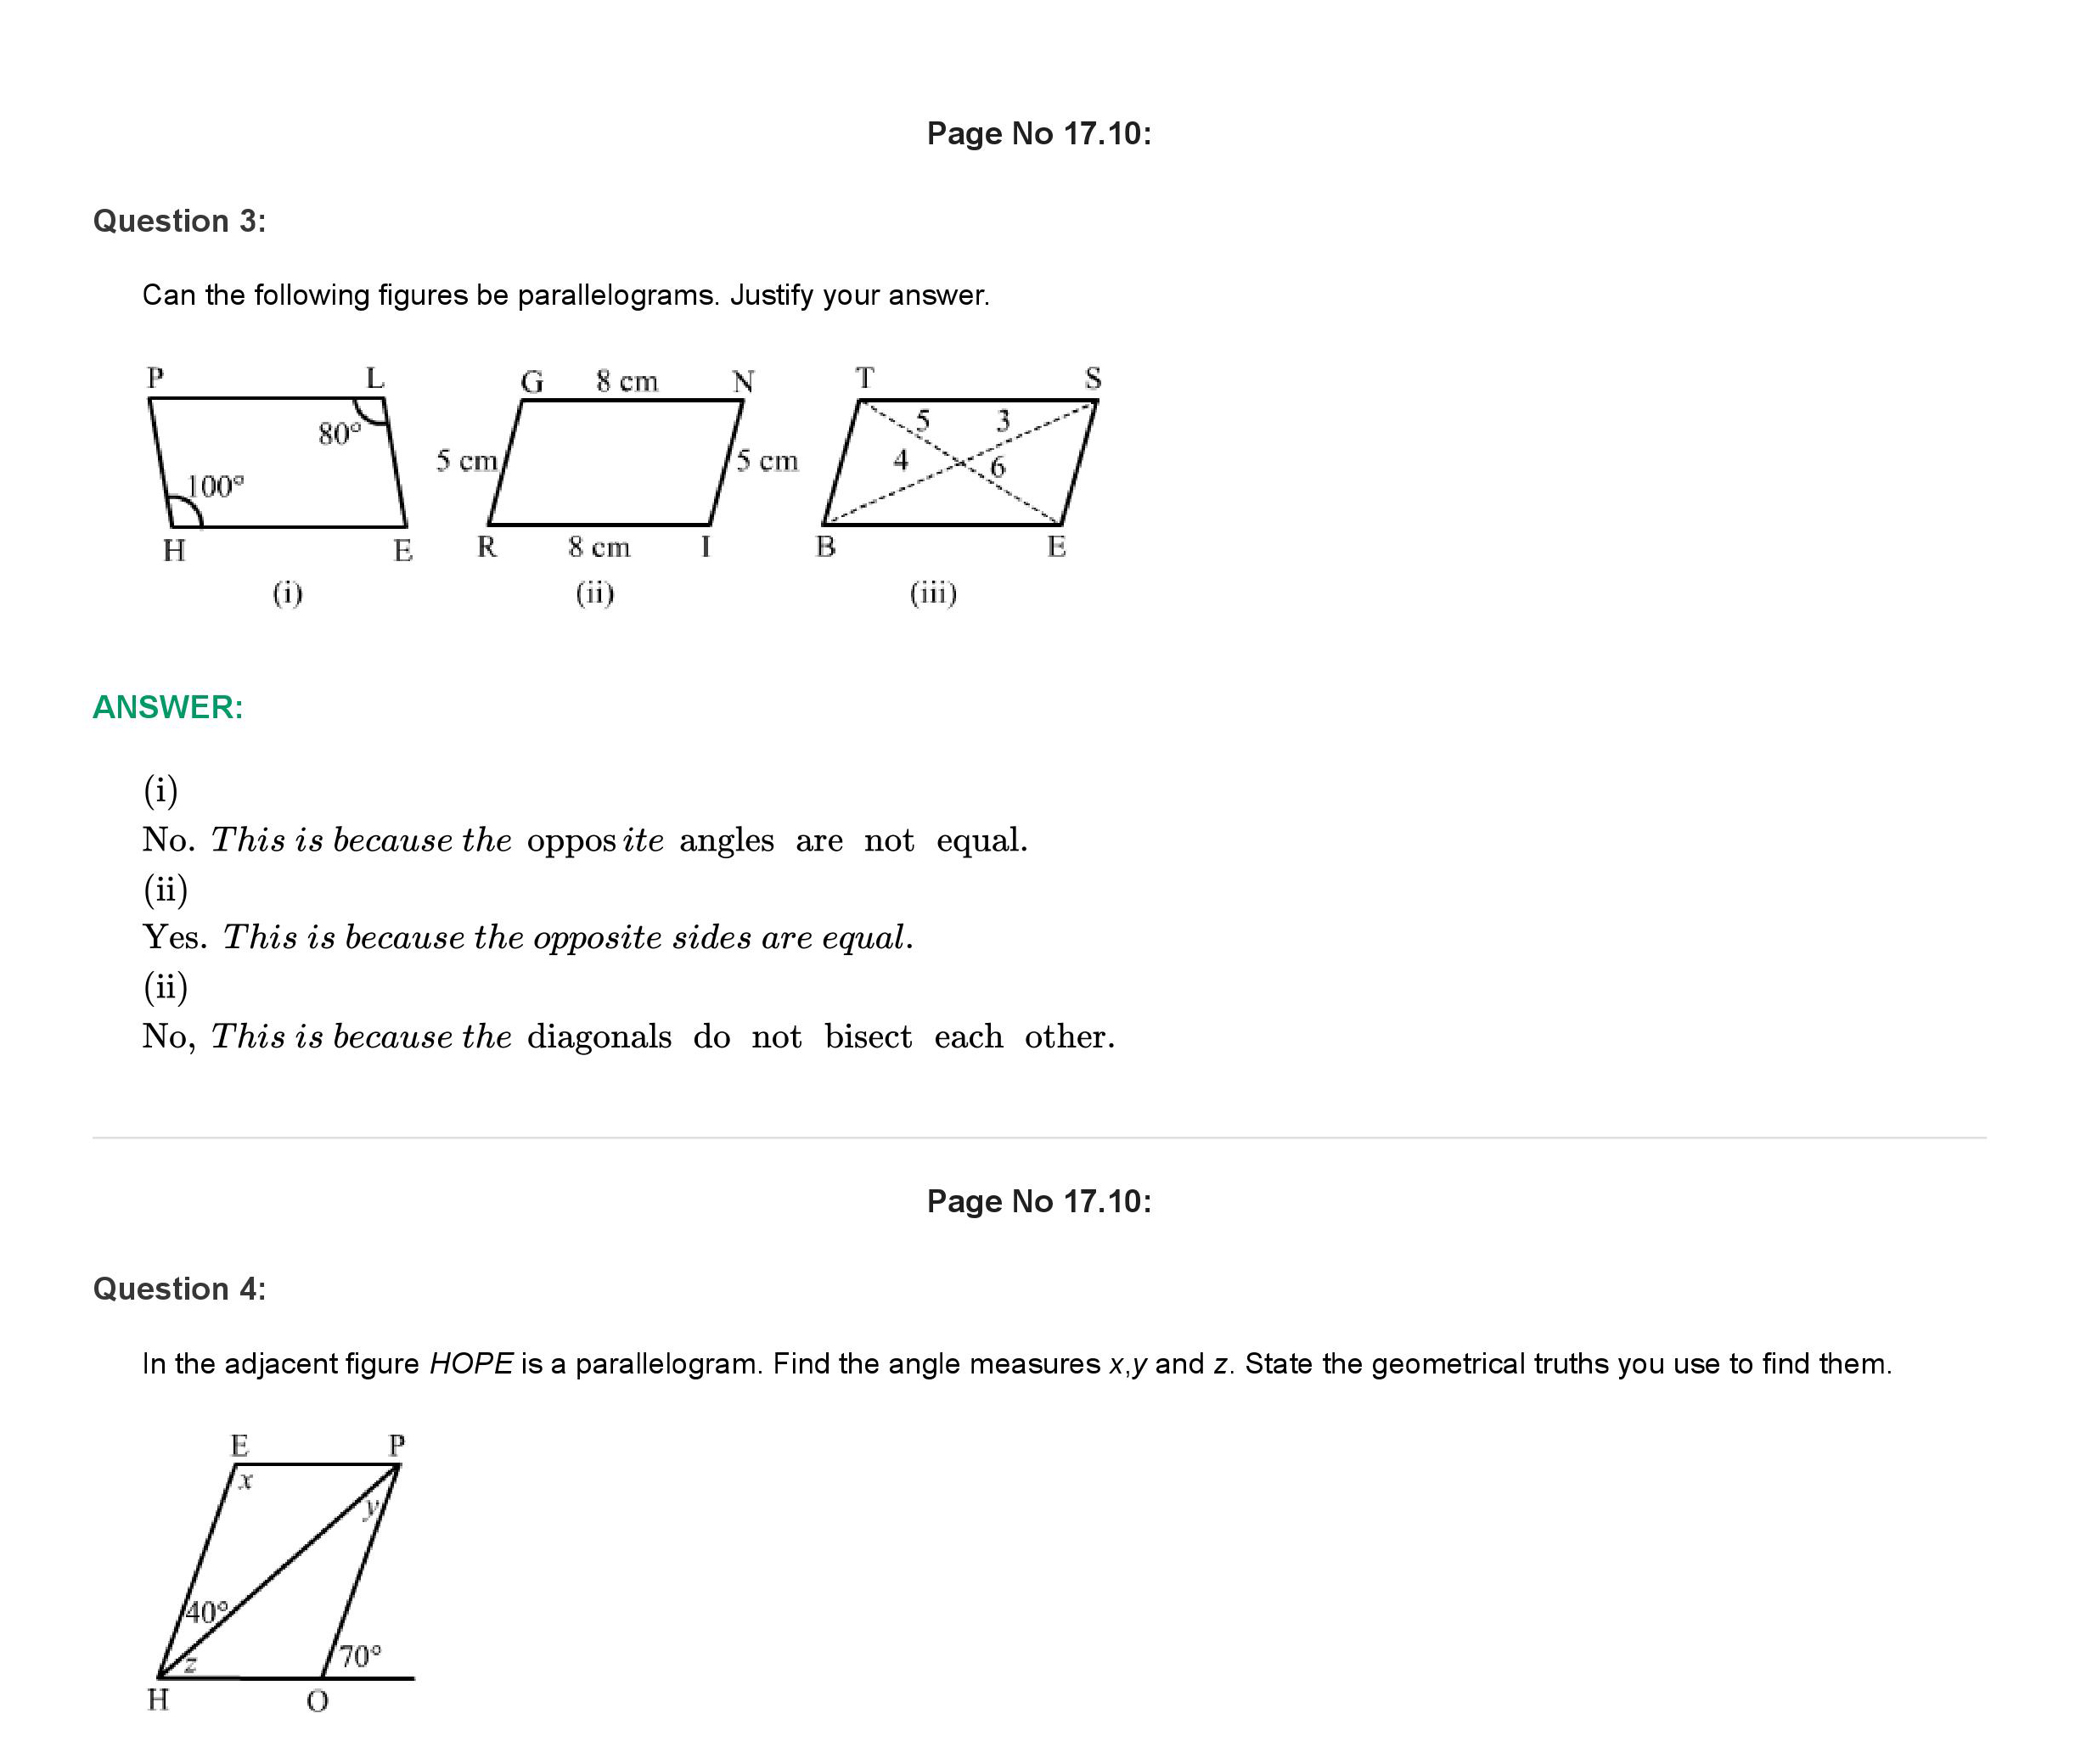 Page No 17.10:
Question 3:
Can the following figures be parallelograms. Justify your answer.
P L G 8 cm N T S
80° 5 3
5 cm 5 cm 4 6
100°
H E R 8 cm I B E
(i) (ii) (iii)
ANSWER:
(i)
No. This is because the opposite angles are not equal.
(ii)
Yes. This is because the opposite sides are equal.
(ii)
No, This is because the diagonals do not bisect each other.
Page No 17.10:
Question 4:
In the adjacent figure HOPE is a parallelogram. Find the angle measures x,y and z. State the geometrical truths you use to find them.
E P
x
y
40°
70°
z
H O